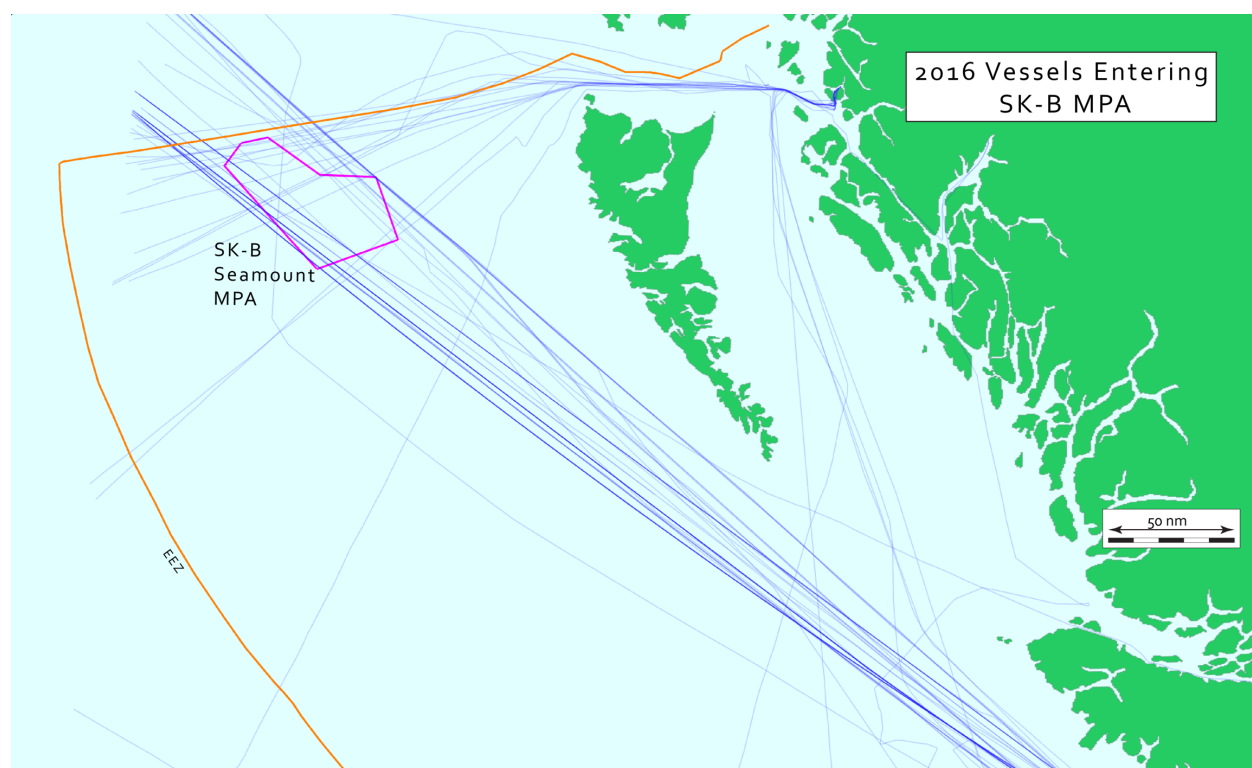 2016 Vessels Entering
SK-B MPA
SK-B
Seamount
MPA
50 nm
EEZ